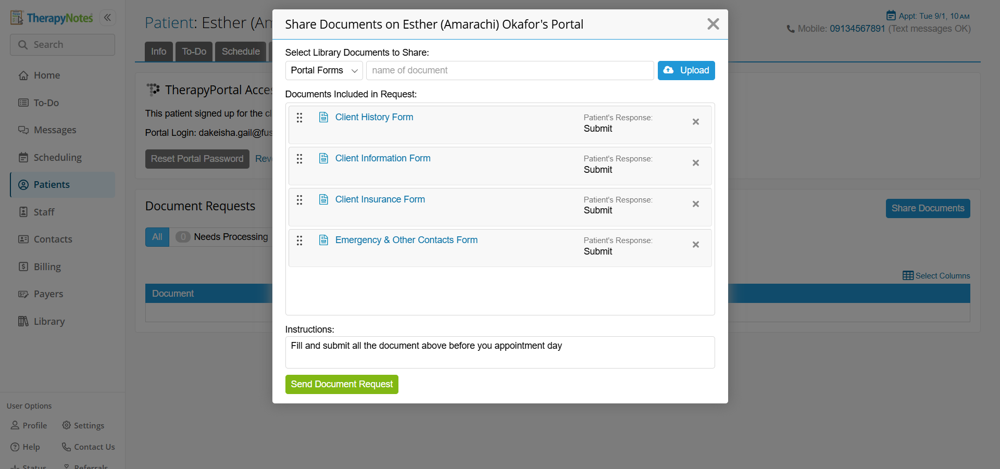 TherapyNotes
Search
Home
To-Do
Messages
Scheduling
Patients
Staff
Contacts
Billing
Payers
Library
User Options
Profile
Settings
Help
Contact Us
Status
Referrals
Patient: Esther (Am
Appt: Tue 9/1, 10 AM
Mobile: 09134567891 (Text messages OK)
Info
To-Do
Schedule
TherapyPortal Acce
This patient signed up for the cl
Portal Login: dakeisha.gail@fus
Reset Portal Password
Rev
Document Requests
Share Documents
All
0 Needs Processing
Select Columns
Document
Share Documents on Esther (Amarachi) Okafor's Portal
Select Library Documents to Share:
Portal Forms
name of document
Upload
Documents Included in Request:
Client History Form
Patient's Response:
Submit
Client Information Form
Patient's Response:
Submit
Client Insurance Form
Patient's Response:
Submit
Emergency & Other Contacts Form
Patient's Response:
Submit
Instructions:
Fill and submit all the document above before you appointment day
Send Document Request